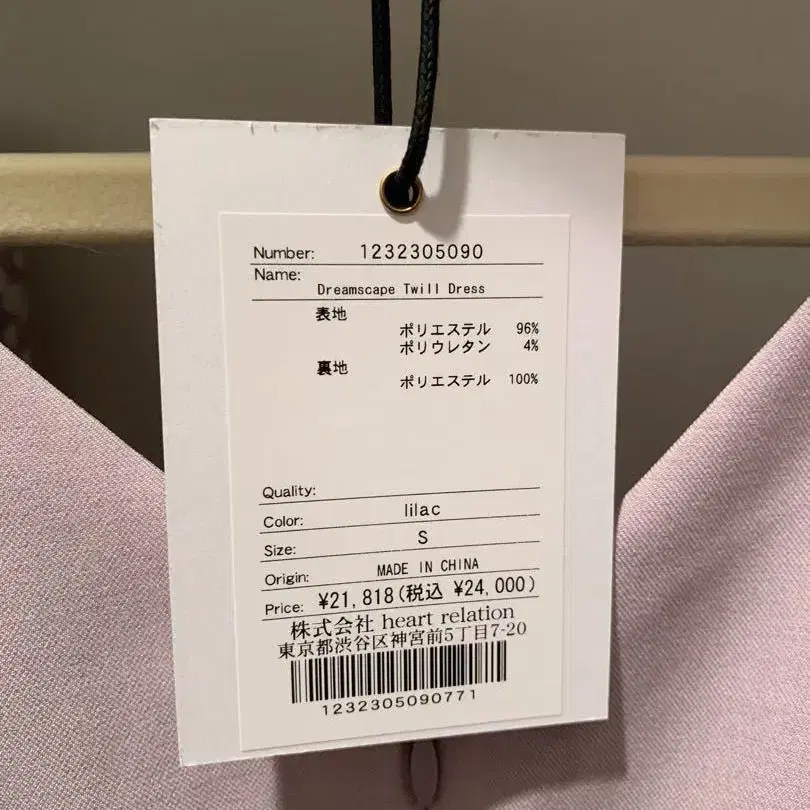 Number: 1232305090
Name:
Dreamscape Twill Dress
表地
ポリエステル 96%
ポリウレタン 4%
裏地
ポリエステル 100%
Quality:
Color: lilac
Size: S
Origin: MADE IN CHINA
Price: ¥21,818(税込 ¥24,000)
株式会社 heart relation
東京都渋谷区神宮前5丁目7-20
1232305090771